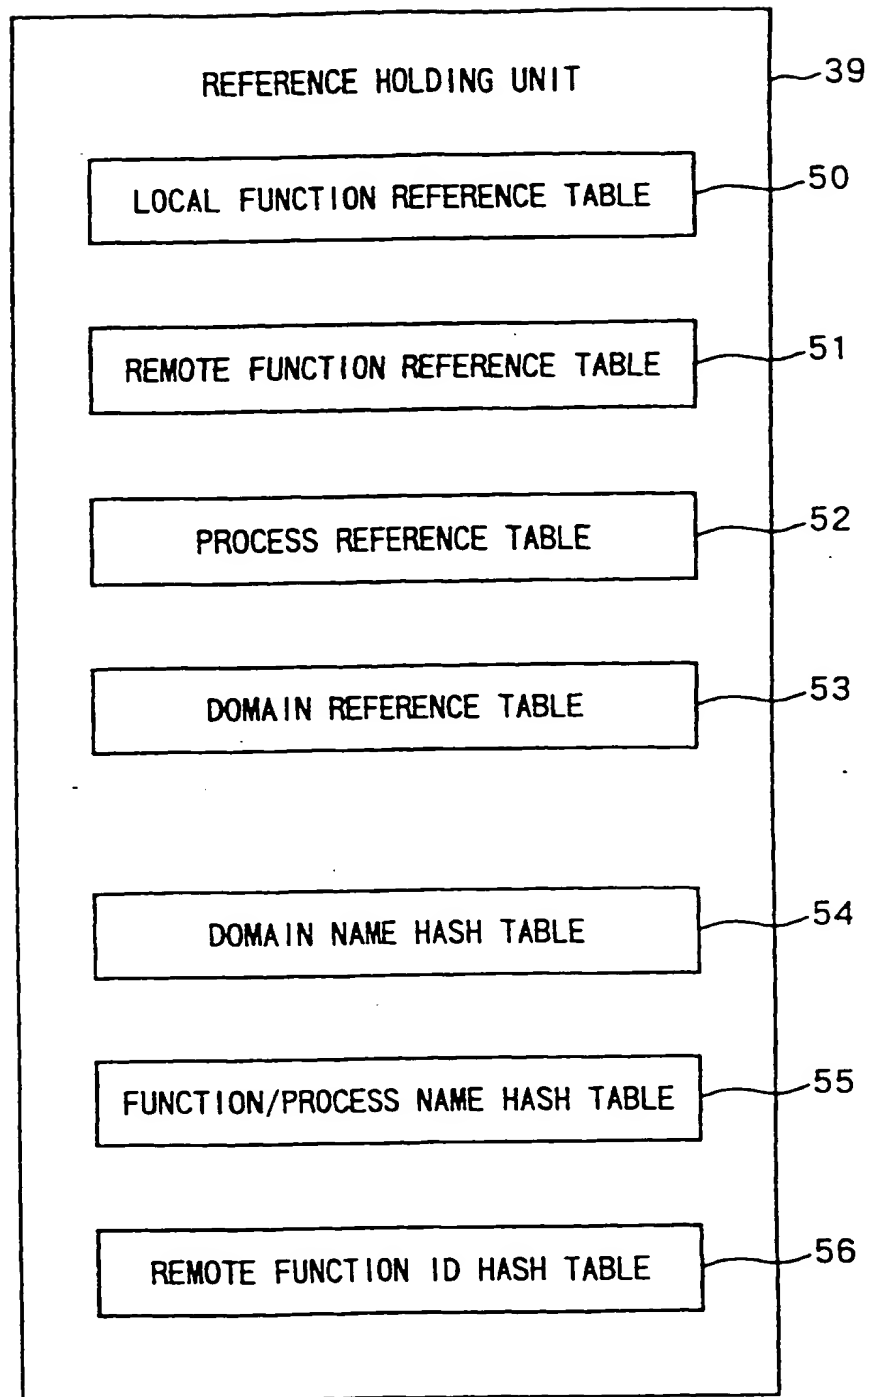 REFERENCE HOLDING UNIT
39
LOCAL FUNCTION REFERENCE TABLE
50
REMOTE FUNCTION REFERENCE TABLE
51
PROCESS REFERENCE TABLE
52
DOMAIN REFERENCE TABLE
53
DOMAIN NAME HASH TABLE
54
FUNCTION/PROCESS NAME HASH TABLE
55
REMOTE FUNCTION ID HASH TABLE
56